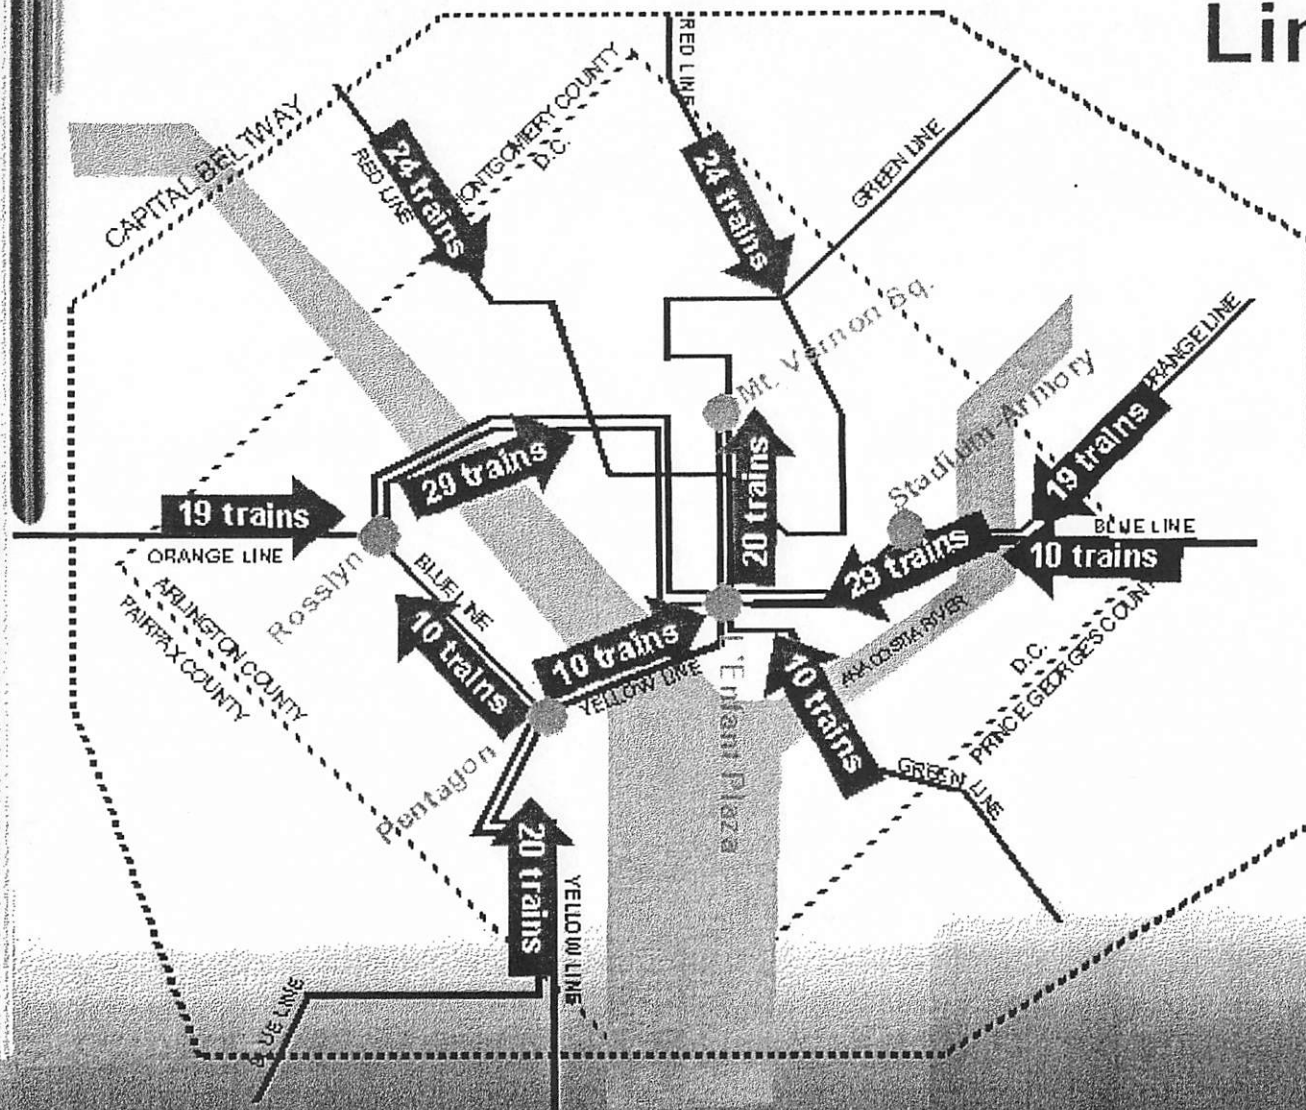 Lin
RED LINE
MONTGOMERY COUNTY
D.C.
CAPITAL BELTWAY
24 trains
RED LINE
24 trains
GREEN LINE
Mt. Vernon Sq.
ORANGE LINE
Stadium-Armory
19 trains
29 trains
19 trains
20 trains
BLUE LINE
10 trains
ORANGE LINE
Rosslyn
BLUE LINE
29 trains
ARLINGTON COUNTY
FAIRFAX COUNTY
10 trains
10 trains
YELLOW LINE
ANACOSTIA RIVER
D.C.
PRINCE GEORGE'S COUNTY
L'Enfant Plaza
10 trains
Pentagon
GREEN LINE
20 trains
YELLOW LINE
BLUE LINE